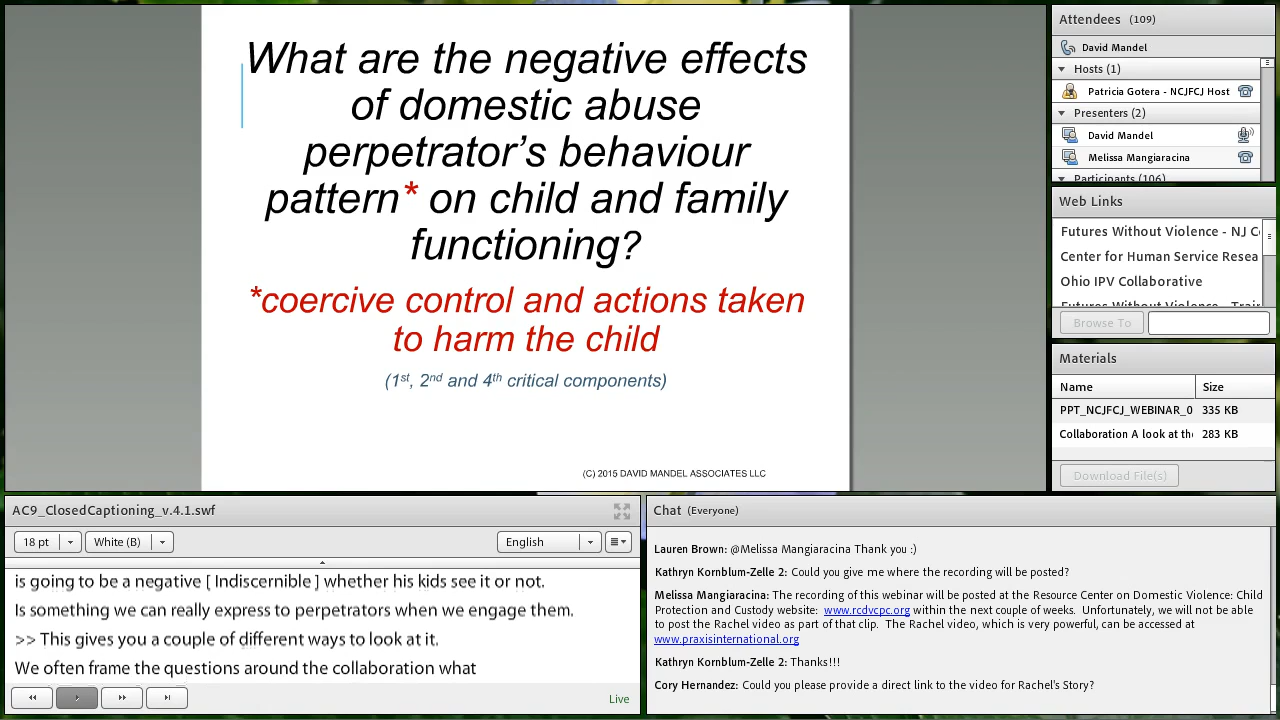 What are the negative effects
of domestic abuse
perpetrator's behaviour
pattern* on child and family
functioning?
*coercive control and actions taken
to harm the child
(1st, 2nd and 4th critical components)
(C) 2015 DAVID MANDEL ASSOCIATES LLC
Attendees (109)
David Mandel
Hosts (1)
Patricia Gotera - NCJFCJ Host
Presenters (2)
David Mandel
Melissa Mangiaracina
Participants (106)
Web Links
Futures Without Violence - NJ C
Center for Human Service Resea
Ohio IPV Collaborative
Futures Without Violence - Trai
Browse To
Materials
Name Size
PPT_NCJFCJ_WEBINAR_0 335 KB
Collaboration A look at the 283 KB
Download File(s)
AC9_ClosedCaptioning_v.4.1.swf
18 pt White (B) English
is going to be a negative [ Indiscernible ] whether his kids see it or not.
Is something we can really express to perpetrators when we engage them.
>> This gives you a couple of different ways to look at it.
We often frame the questions around the collaboration what
Live
Chat (Everyone)
Lauren Brown: @Melissa Mangiaracina Thank you :)
Kathryn Kornblum-Zelle 2: Could you give me where the recording will be posted?
Melissa Mangiaracina: The recording of this webinar will be posted at the Resource Center on Domestic Violence: Child
Protection and Custody website: www.rcdvcpc.org within the next couple of weeks. Unfortunately, we will not be able
to post the Rachel video as part of that clip. The Rachel video, which is very powerful, can be accessed at
www.praxisinternational.org
Kathryn Kornblum-Zelle 2: Thanks!!!
Cory Hernandez: Could you please provide a direct link to the video for Rachel's Story?